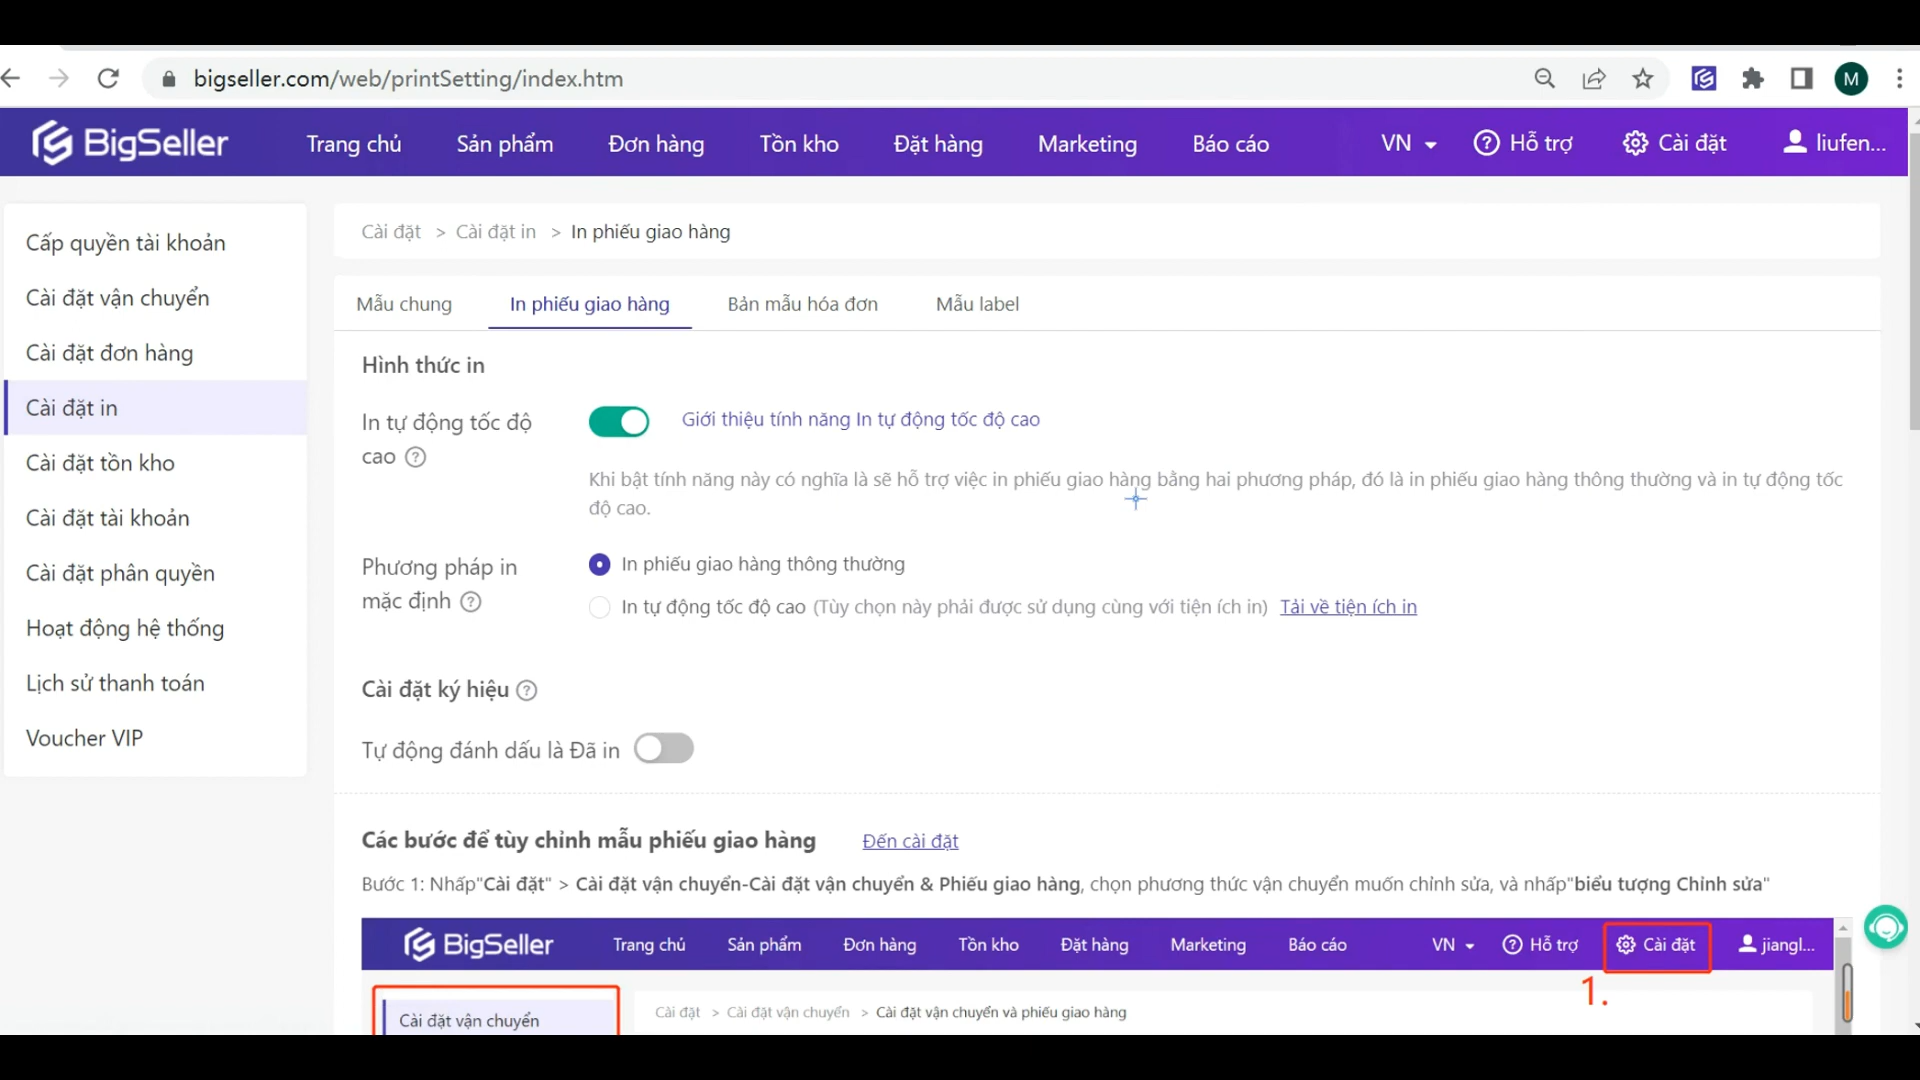 bigseller.com/web/printSetting/index.htm
M
BigSeller Trang chủ Sản phẩm Đơn hàng Tồn kho Đặt hàng Marketing Báo cáo VN Hỗ trợ Cài đặt liufen...
Cấp quyền tài khoản
Cài đặt vận chuyển
Cài đặt đơn hàng
Cài đặt in
Cài đặt tồn kho
Cài đặt tài khoản
Cài đặt phân quyền
Hoạt động hệ thống
Lịch sử thanh toán
Voucher VIP
Cài đặt > Cài đặt in > In phiếu giao hàng
Mẫu chung In phiếu giao hàng Bản mẫu hóa đơn Mẫu label
Hình thức in
In tự động tốc độ
cao
Giới thiệu tính năng In tự động tốc độ cao
Khi bật tính năng này có nghĩa là sẽ hỗ trợ việc in phiếu giao hàng bằng hai phương pháp, đó là in phiếu giao hàng thông thường và in tự động tốc
độ cao.
Phương pháp in
mặc định
In phiếu giao hàng thông thường
In tự động tốc độ cao (Tùy chọn này phải được sử dụng cùng với tiện ích in) Tải về tiện ích in
Cài đặt ký hiệu
Tự động đánh dấu là Đã in
Các bước để tùy chỉnh mẫu phiếu giao hàng Đến cài đặt
Bước 1: Nhấp"Cài đặt" > Cài đặt vận chuyển-Cài đặt vận chuyển & Phiếu giao hàng, chọn phương thức vận chuyển muốn chỉnh sửa, và nhấp"biểu tượng Chỉnh sửa"
BigSeller Trang chủ Sản phẩm Đơn hàng Tồn kho Đặt hàng Marketing Báo cáo VN Hỗ trợ Cài đặt jiangl...
1.
Cài đặt vận chuyển
Cài đặt > Cài đặt vận chuyển > Cài đặt vận chuyển và phiếu giao hàng